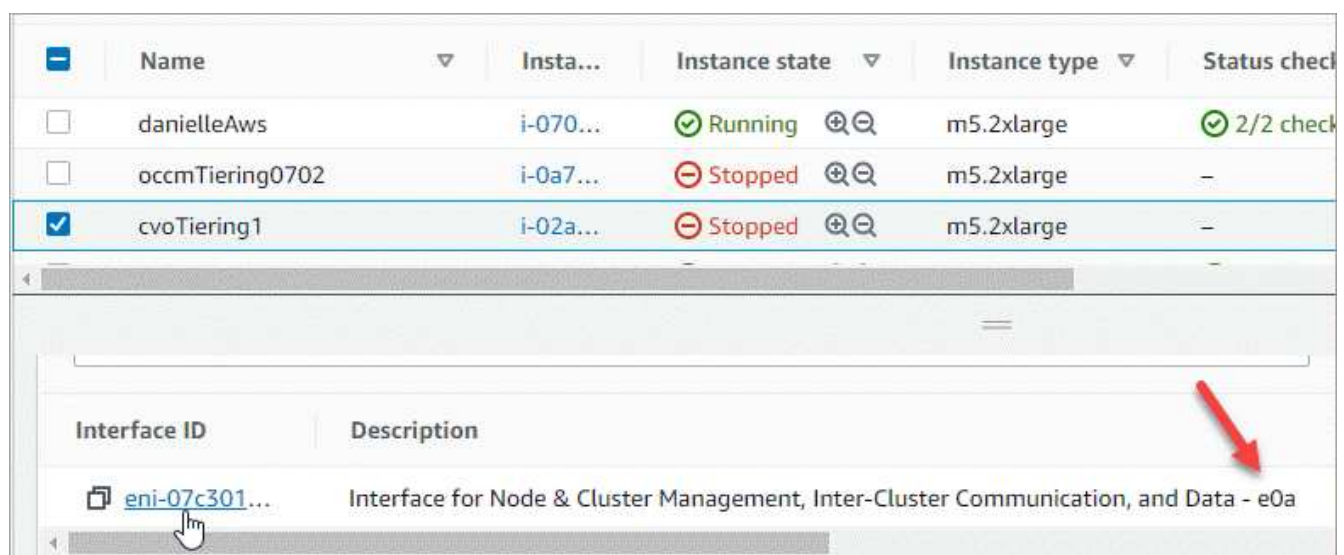 Name Insta... Instance state Instance type Status check
danielleAws i-070... Running m5.2xlarge 2/2 check
occmTiering0702 i-0a7... Stopped m5.2xlarge –
cvoTiering1 i-02a... Stopped m5.2xlarge –
Interface ID Description
eni-07c301... Interface for Node & Cluster Management, Inter-Cluster Communication, and Data - e0a